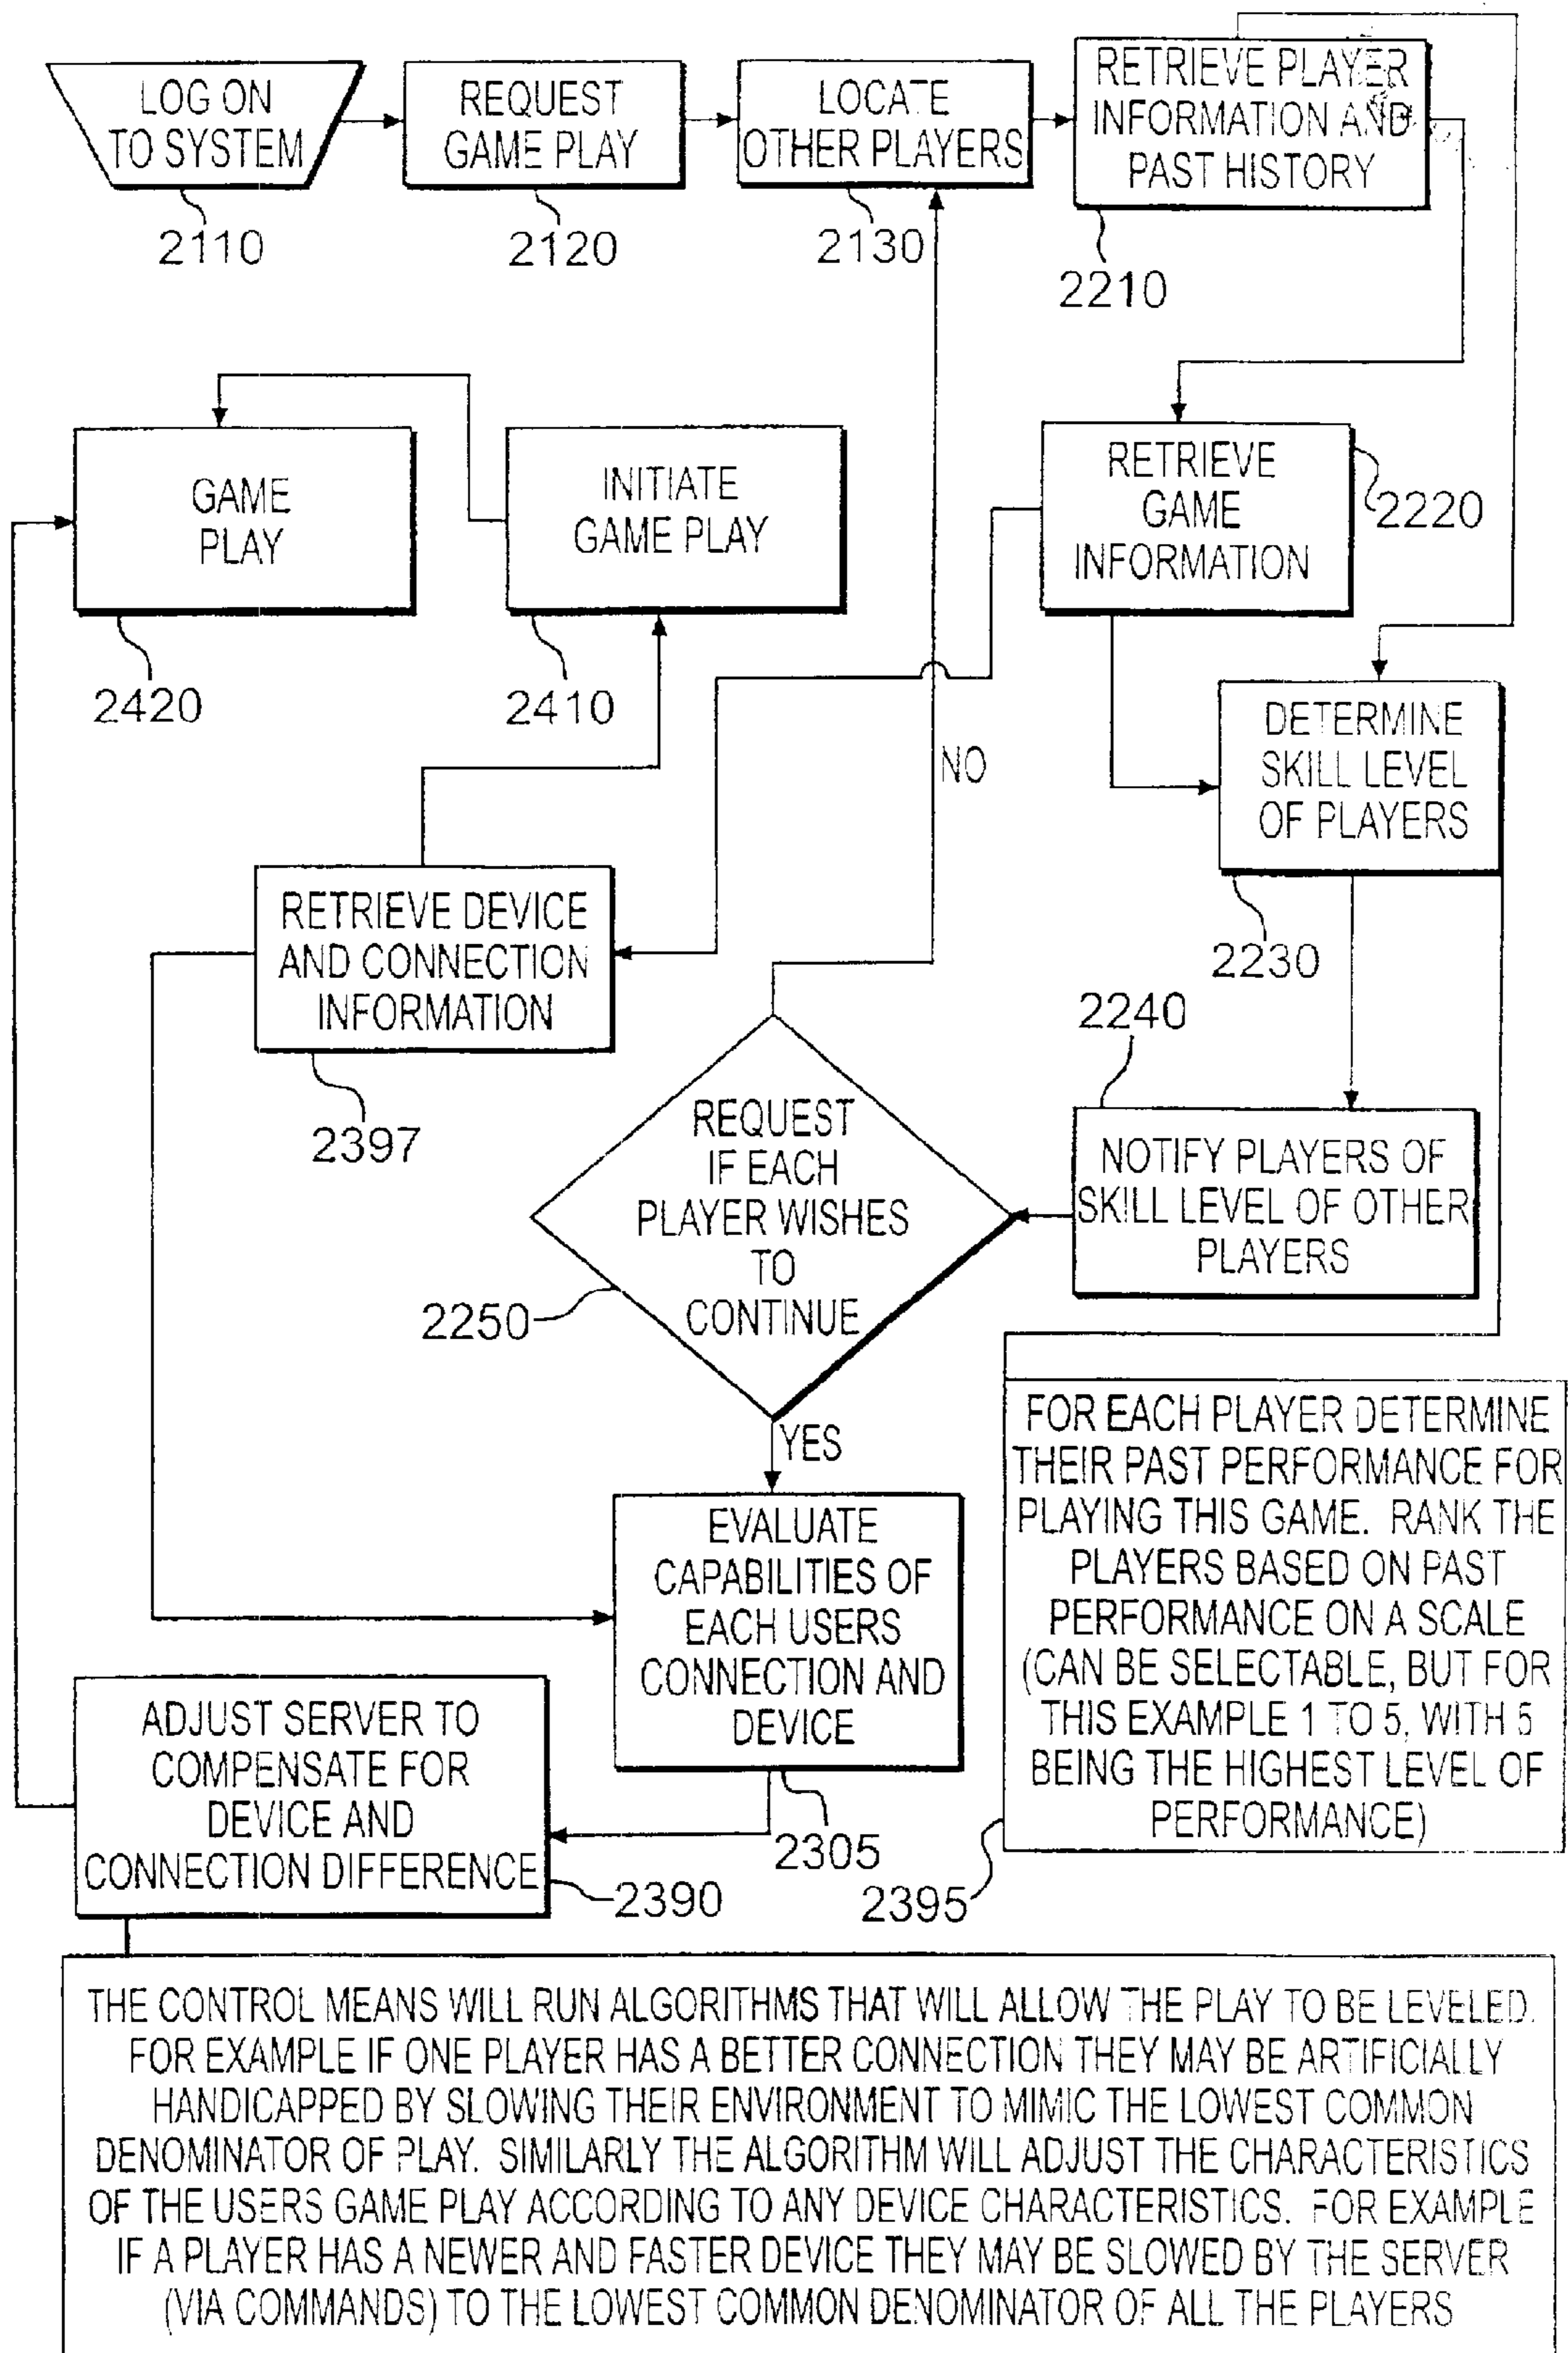 LOG ON
TO SYSTEM
2110
REQUEST
GAME PLAY
2120
LOCATE
OTHER PLAYERS
2130
RETRIEVE PLAYER
INFORMATION AND
PAST HISTORY
2210
GAME
PLAY
2420
INITIATE
GAME PLAY
2410
RETRIEVE
GAME
INFORMATION
2220
DETERMINE
SKILL LEVEL
OF PLAYERS
2230
NO
RETRIEVE DEVICE
AND CONNECTION
INFORMATION
2397
2240
NOTIFY PLAYERS OF
SKILL LEVEL OF OTHER
PLAYERS
REQUEST
IF EACH
PLAYER WISHES
TO
CONTINUE
2250
YES
EVALUATE
CAPABILITIES OF
EACH USERS
CONNECTION AND
DEVICE
2305
FOR EACH PLAYER DETERMINE
THEIR PAST PERFORMANCE FOR
PLAYING THIS GAME. RANK THE
PLAYERS BASED ON PAST
PERFORMANCE ON A SCALE
(CAN BE SELECTABLE, BUT FOR
THIS EXAMPLE 1 TO 5, WITH 5
BEING THE HIGHEST LEVEL OF
PERFORMANCE)
2395
ADJUST SERVER TO
COMPENSATE FOR
DEVICE AND
CONNECTION DIFFERENCE
2390
THE CONTROL MEANS WILL RUN ALGORITHMS THAT WILL ALLOW THE PLAY TO BE LEVELED.
FOR EXAMPLE IF ONE PLAYER HAS A BETTER CONNECTION THEY MAY BE ARTIFICIALLY
HANDICAPPED BY SLOWING THEIR ENVIRONMENT TO MIMIC THE LOWEST COMMON
DENOMINATOR OF PLAY. SIMILARLY THE ALGORITHM WILL ADJUST THE CHARACTERISTICS
OF THE USERS GAME PLAY ACCORDING TO ANY DEVICE CHARACTERISTICS. FOR EXAMPLE
IF A PLAYER HAS A NEWER AND FASTER DEVICE THEY MAY BE SLOWED BY THE SERVER
(VIA COMMANDS) TO THE LOWEST COMMON DENOMINATOR OF ALL THE PLAYERS